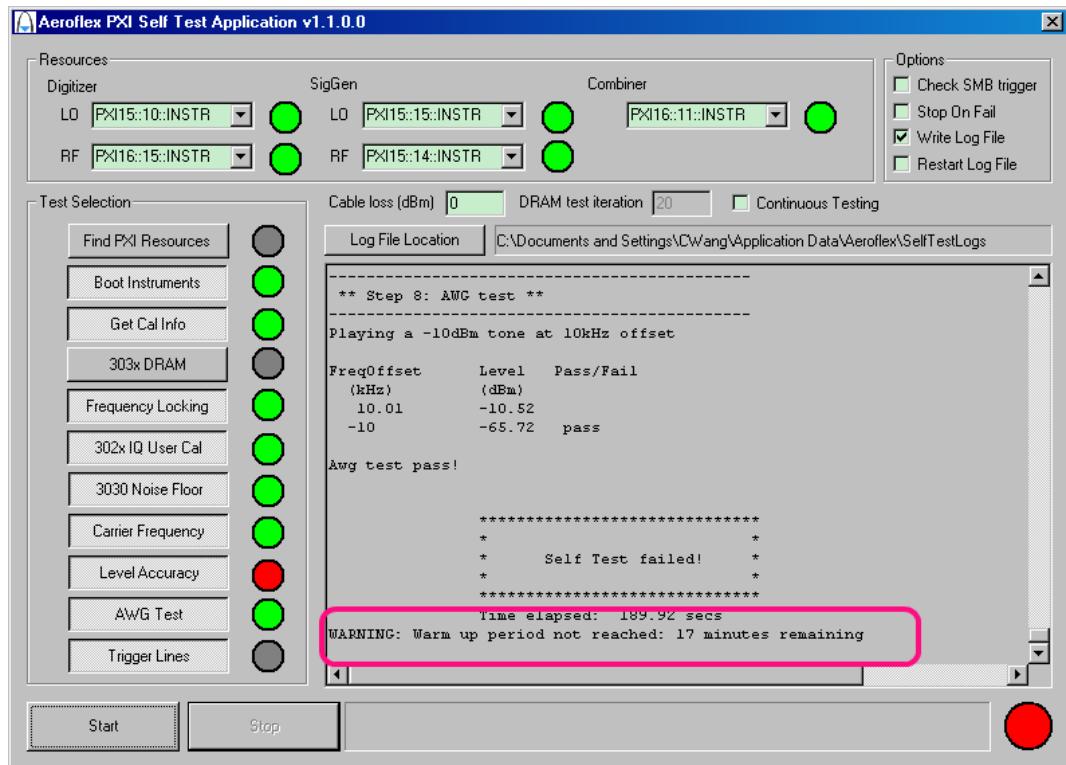 Aeroflex PXI Self Test Application v1.1.0.0
Resources
Digitizer
LO PXI15::10::INSTR
RF PXI16::15::INSTR
SigGen
LO PXI15::15::INSTR
RF PXI15::14::INSTR
Combiner
PXI16::11::INSTR
Options
Check SMB trigger
Stop On Fail
Write Log File
Restart Log File
Test Selection
Find PXI Resources
Boot Instruments
Get Cal Info
303x DRAM
Frequency Locking
302x IQ User Cal
3030 Noise Floor
Carrier Frequency
Level Accuracy
AWG Test
Trigger Lines
Cable loss (dBm) 0 DRAM test iteration 20 Continuous Testing
Log File Location C:\Documents and Settings\CWang\Application Data\Aeroflex\SelfTestLogs
---------------------------------------------
** Step 8: AWG test **
---------------------------------------------
Playing a -10dBm tone at 10kHz offset
FreqOffset Level Pass/Fail
(kHz) (dBm)
10.01 -10.52
-10 -65.72 pass
Awg test pass!
******************************
* *
* Self Test failed! *
* *
******************************
Time elapsed: 189.92 secs
WARNING: Warm up period not reached: 17 minutes remaining
Start Stop